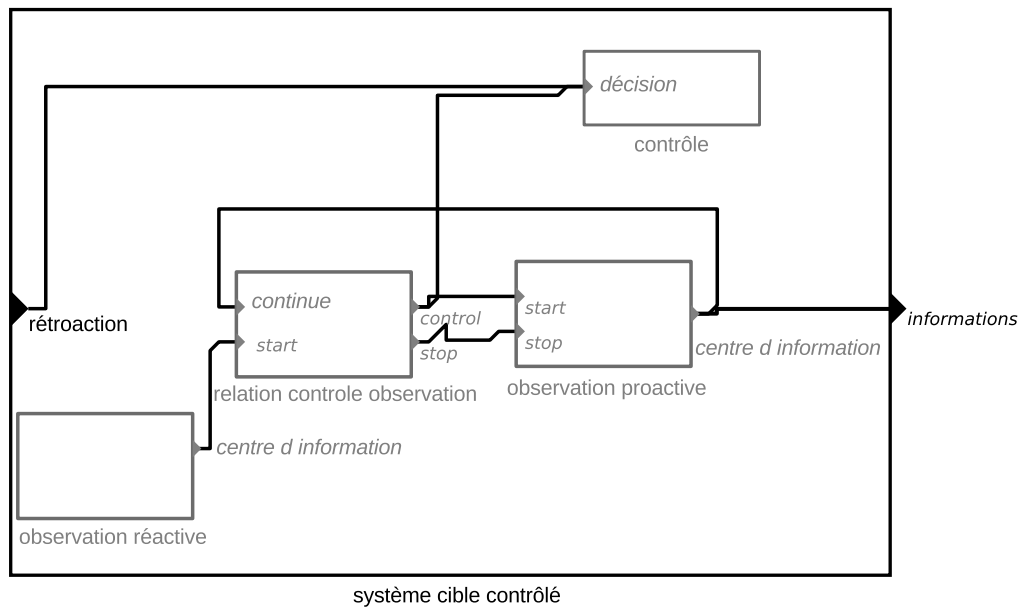 décision
contrôle
continue
start
control
stop
start
stop
rétroaction
informations
centre d information
relation controle observation
observation proactive
centre d information
observation réactive
système cible contrôlé